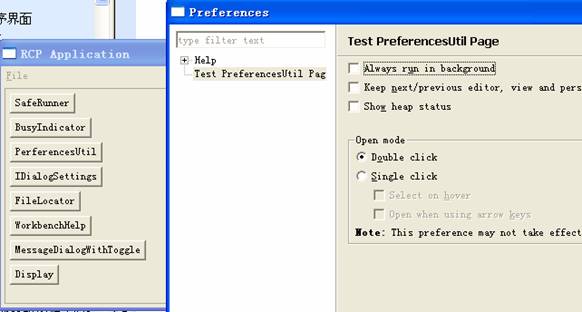 序界面
RCP Application
File
SafeRunner
BusyIndicator
PerferencesUtil
IDialogSettings
FileLocator
WorkbenchHelp
MessageDialogWithToggle
Display
Preferences
type filter text
Help
Test PreferencesUtil Pag
Test PreferencesUtil Page
Always run in background
Keep next/previous editor, view and pers
Show heap status
Open mode
Double click
Single click
Select on hover
Open when using arrow keys
Note: This preference may not take effect